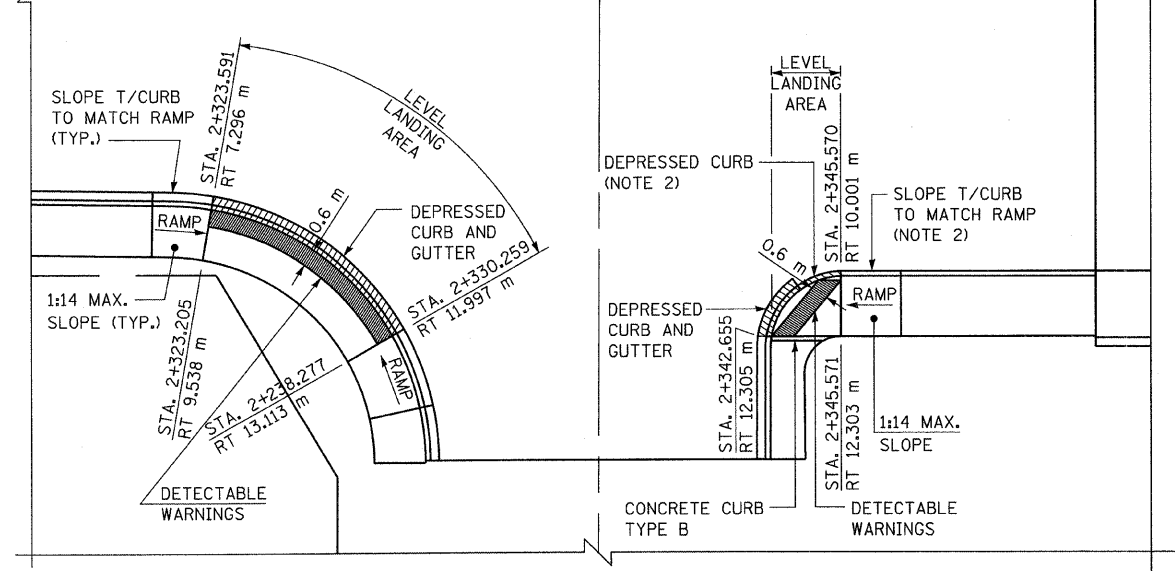 SLOPE T/CURB
TO MATCH RAMP
(TYP.)
STA. 2+323.591
RT 7.296 m
LEVEL
LANDING
AREA
RAMP
0.6 m
DEPRESSED
CURB AND
GUTTER
STA. 2+330.259
RT 11.997 m
1:14 MAX.
SLOPE (TYP.)
STA. 2+323.205
RT 9.538 m
STA. 2+238.277
RT 13.113 m
RAMP
DETECTABLE
WARNINGS
LEVEL
LANDING
AREA
DEPRESSED CURB
(NOTE 2)
STA. 2+345.570
RT 10.001 m
SLOPE T/CURB
TO MATCH RAMP
(NOTE 2)
0.6 m
RAMP
DEPRESSED
CURB AND
GUTTER
STA. 2+342.655
RT 12.305 m
STA. 2+345.571
RT 12.303 m
1:14 MAX.
SLOPE
CONCRETE CURB
TYPE B
DETECTABLE
WARNINGS